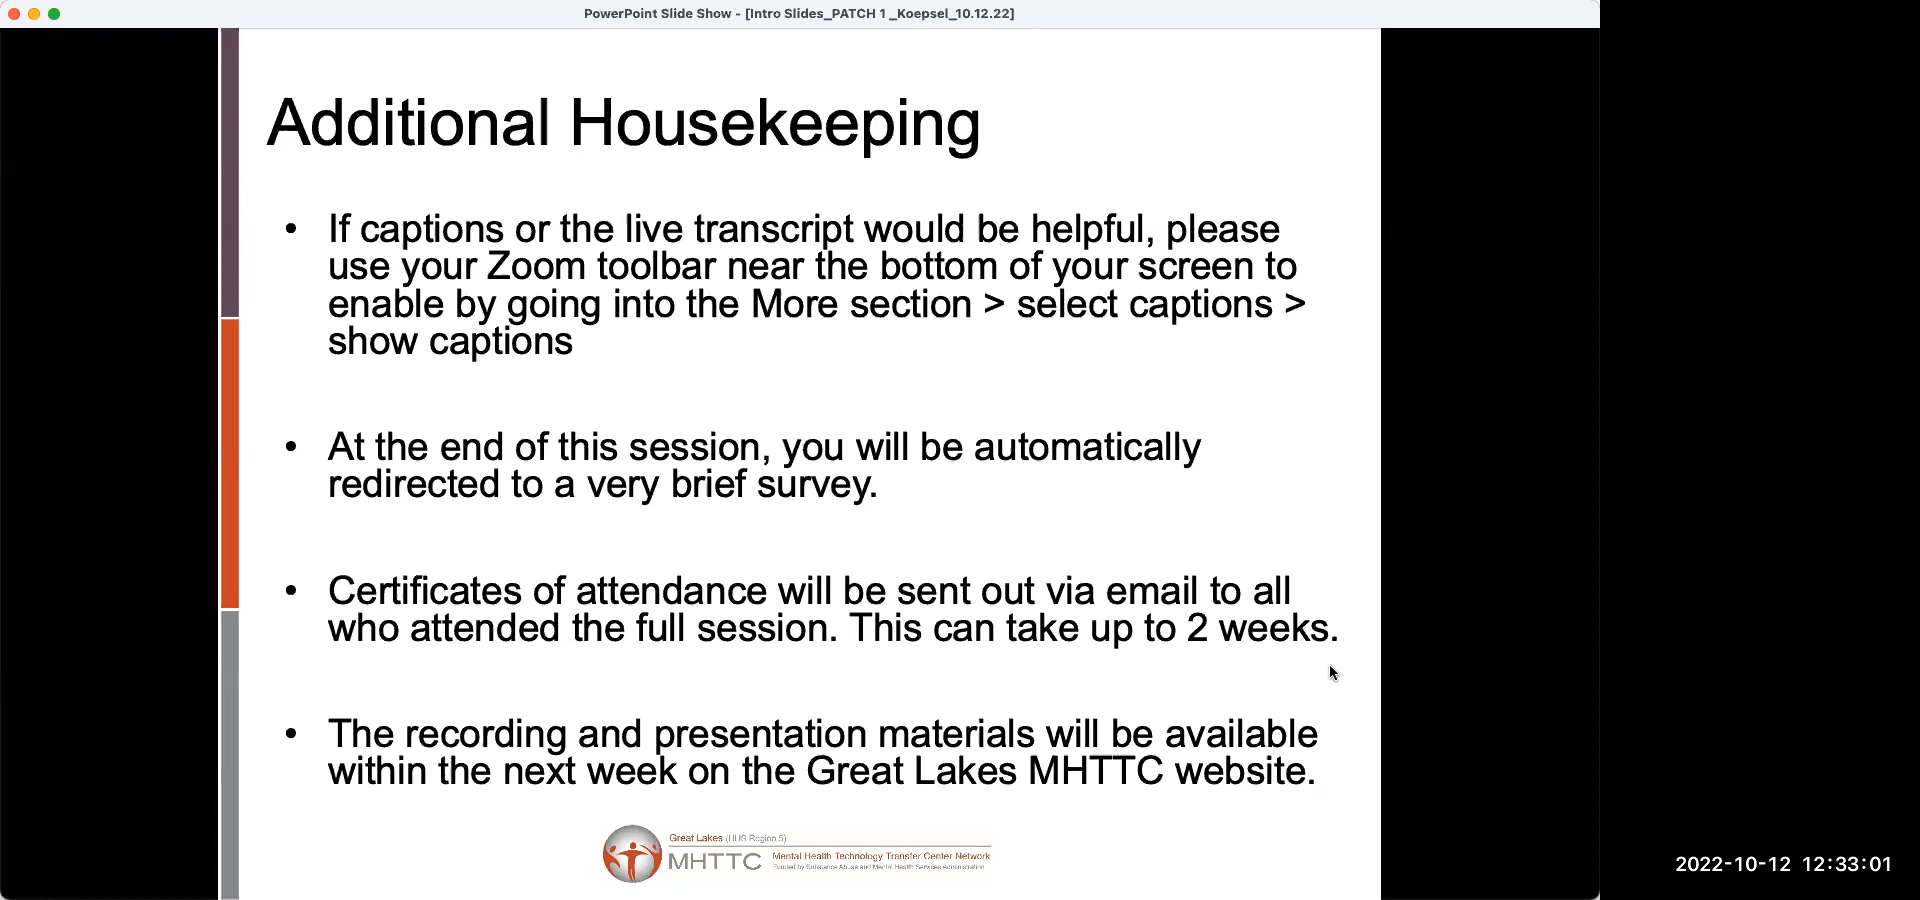 PowerPoint Slide Show - [Intro Slides_PATCH 1 _Koepsel_10.12.22]
Additional Housekeeping
• If captions or the live transcript would be helpful, please
use your Zoom toolbar near the bottom of your screen to
enable by going into the More section > select captions >
show captions
• At the end of this session, you will be automatically
redirected to a very brief survey.
• Certificates of attendance will be sent out via email to all
who attended the full session. This can take up to 2 weeks.
• The recording and presentation materials will be available
within the next week on the Great Lakes MHTTC website.
Great Lakes (HHS Region 5)
MHTTC Mental Health Technology Transfer Center Network
Funded by Substance Abuse and Mental Health Services Administration
2022-10-12 12:33:01